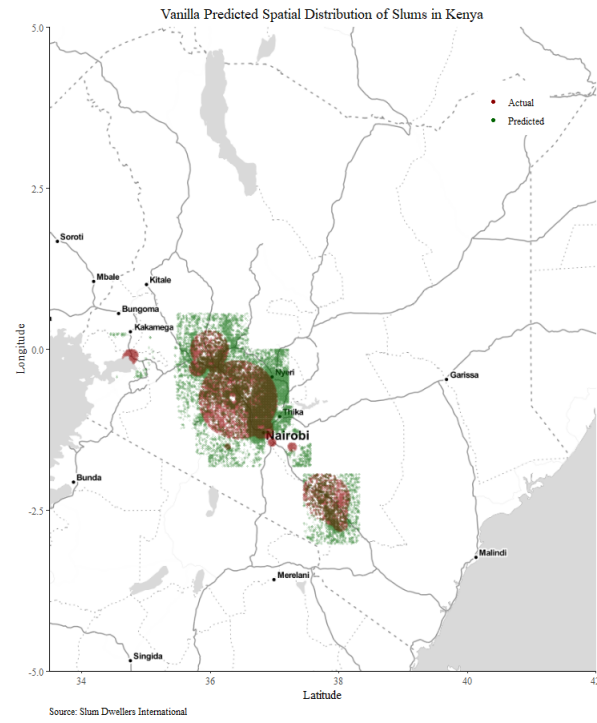 Vanilla Predicted Spatial Distribution of Slums in Kenya
5.0
Actual
Predicted
2.5
Soroti
Mbale
Kitale
Bungoma
Kakamega
Longitude
0.0
Nyeri
Garissa
Thika
Nairobi
Bunda
-2.5
Malindi
Merelani
Singida
-5.0
34
36
38
40
42
Latitude
Source: Slum Dwellers International